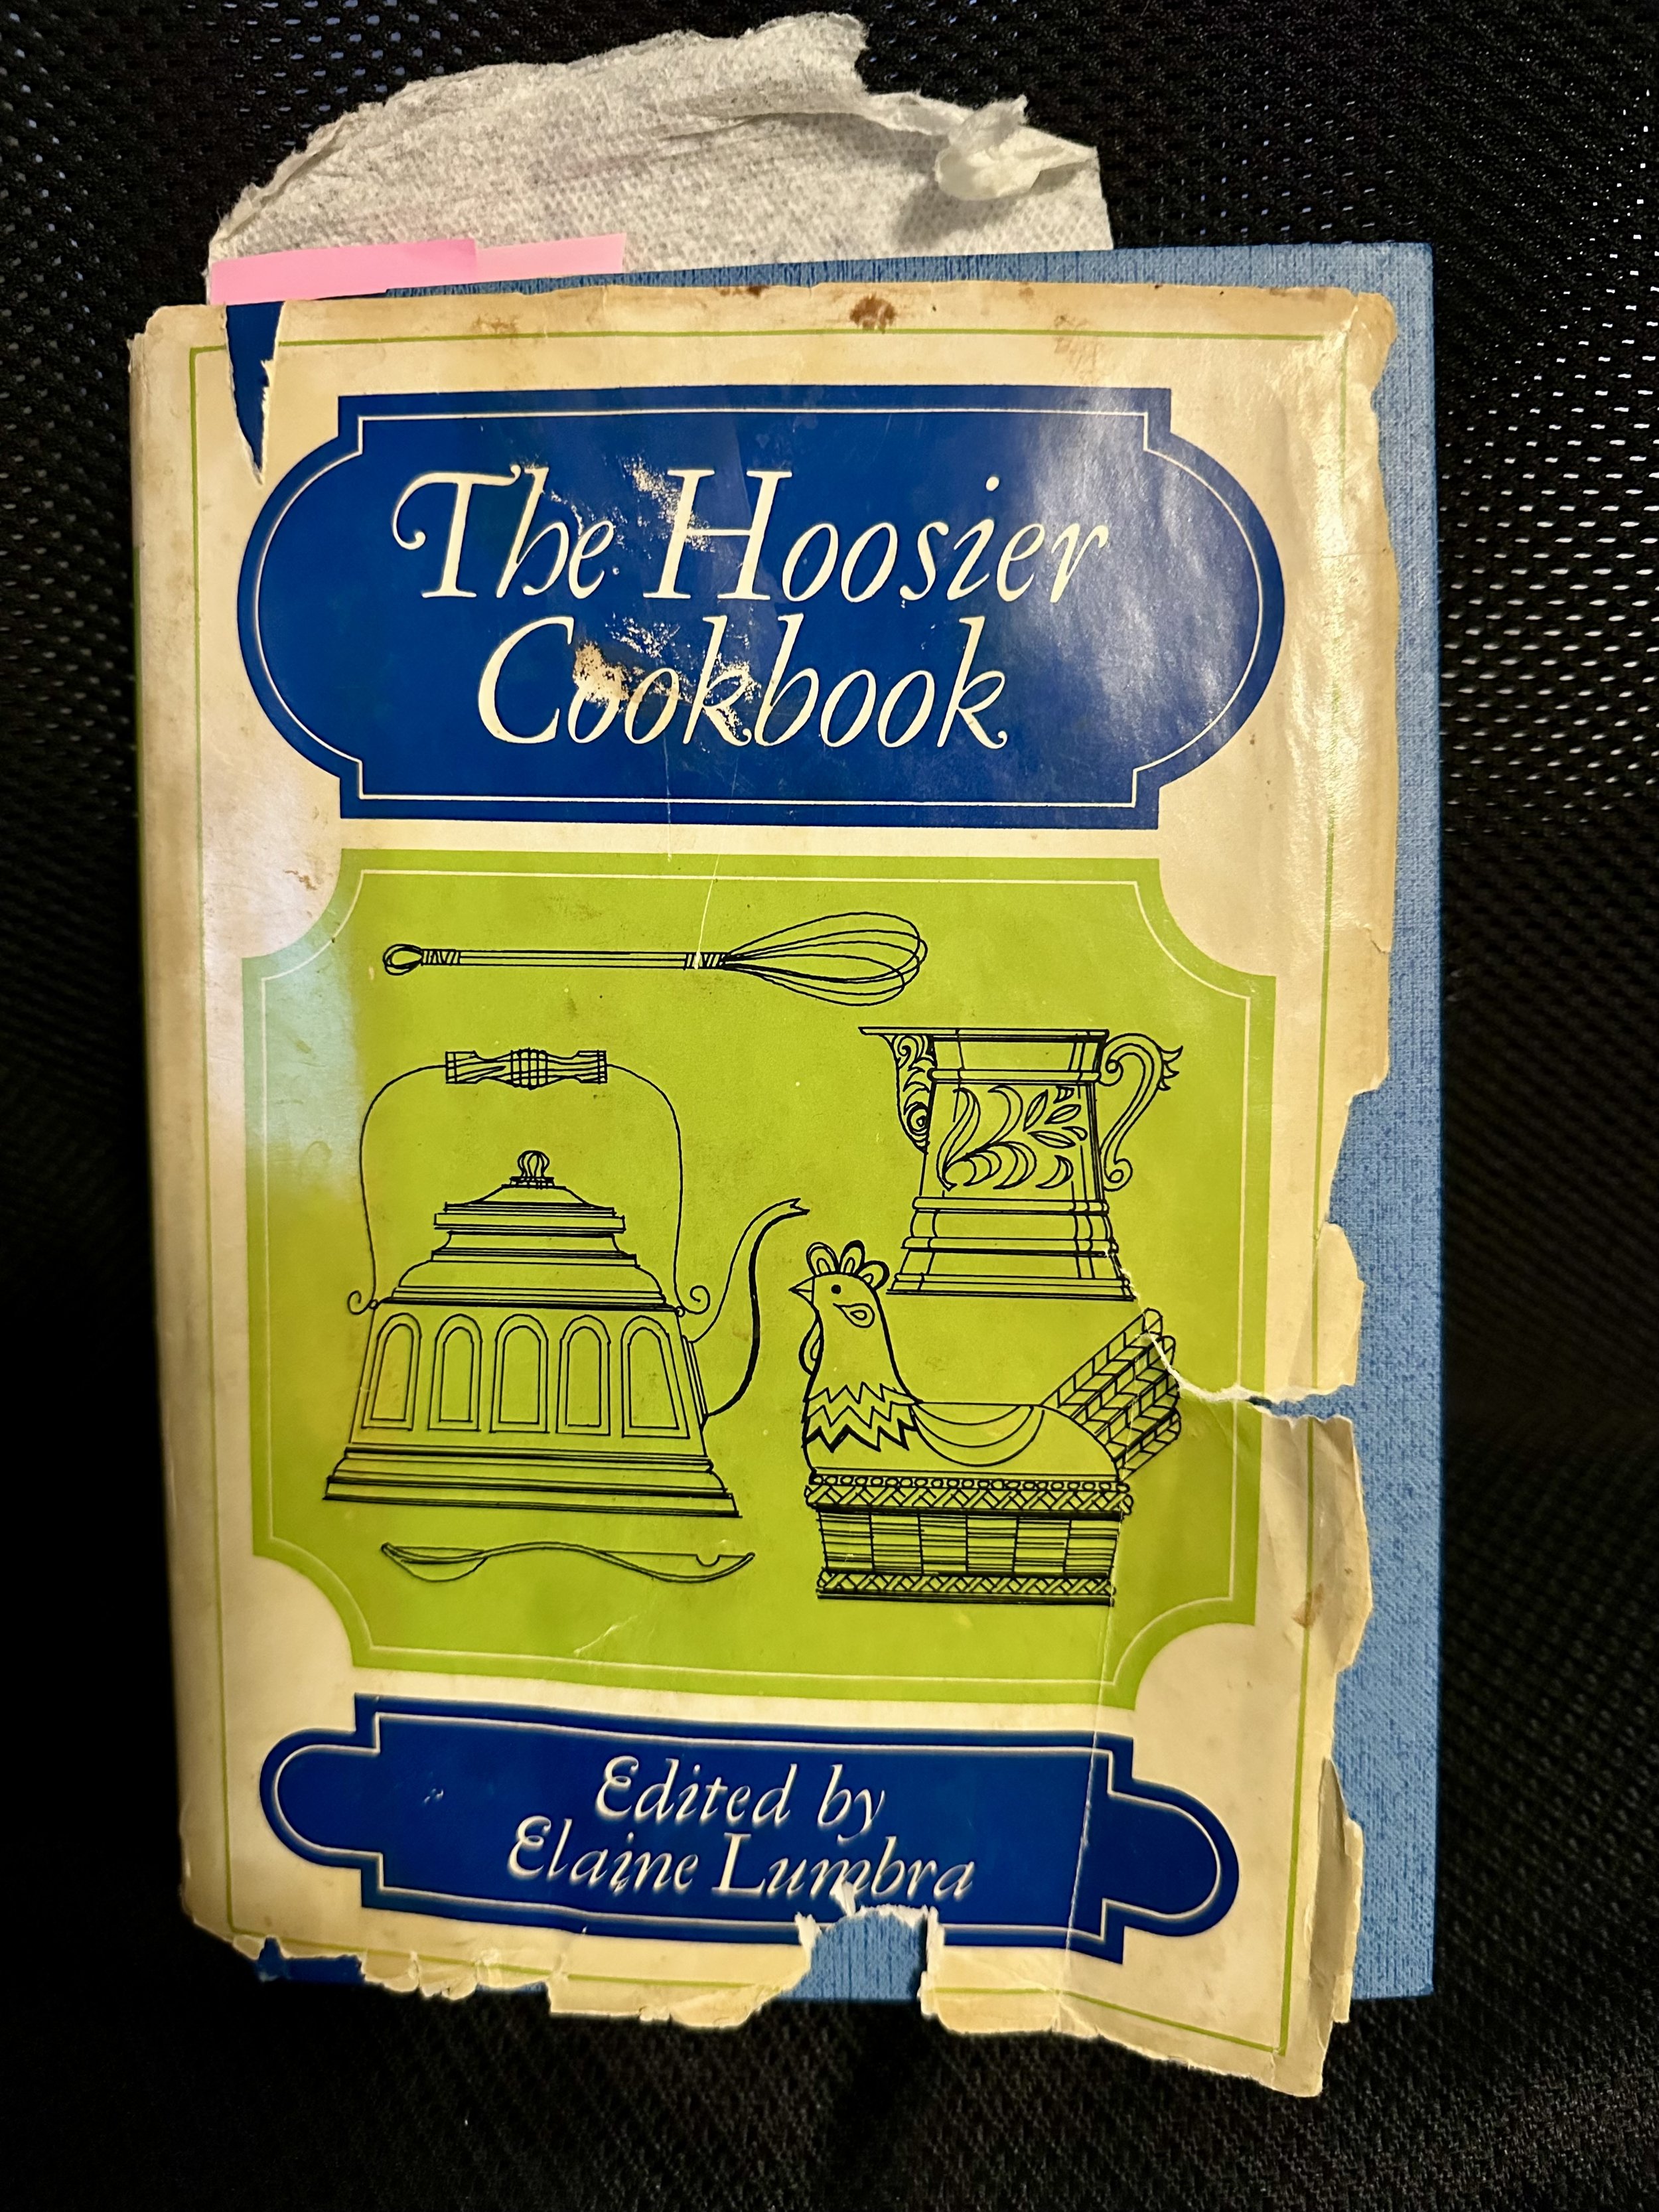 The Hoosier
Cookbook
Edited by
Elaine Lumbra